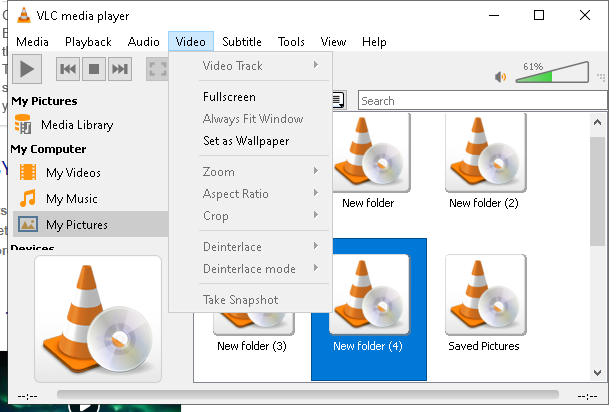 VLC media player
Media Playback Audio Video Subtitle Tools View Help
Video Track
61%
Fullscreen
Search
My Pictures
Always Fit Window
Media Library
Set as Wallpaper
My Computer
My Videos
Zoom
My Music
Aspect Ratio
New folder
New folder (2)
My Pictures
Crop
Devices
Deinterlace
Deinterlace mode
Take Snapshot
New folder (3)
New folder (4)
Saved Pictures
--:--
--:--